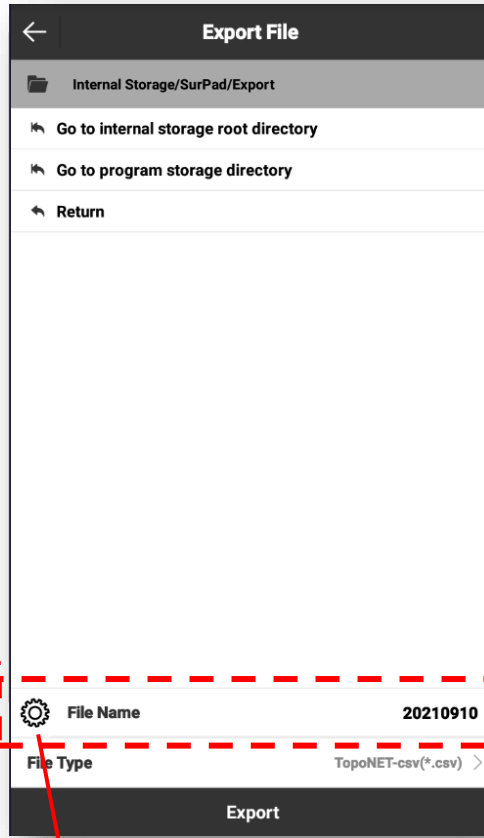 Export File
Internal Storage/SurPad/Export
Go to internal storage root directory
Go to program storage directory
Return
File Name 20210910
File Type TopoNET-csv(*.csv)
Export